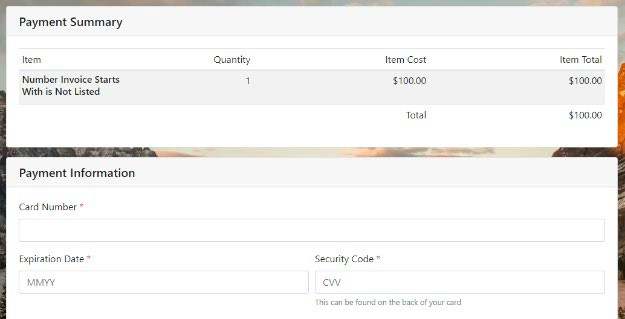 Payment Summary
Item Quantity Item Cost Item Total
Number Invoice Starts 1 $100.00 $100.00
With is Not Listed
Total $100.00
Payment Information
Card Number *
Expiration Date * Security Code *
MMYY CVV
This can be found on the back of your card